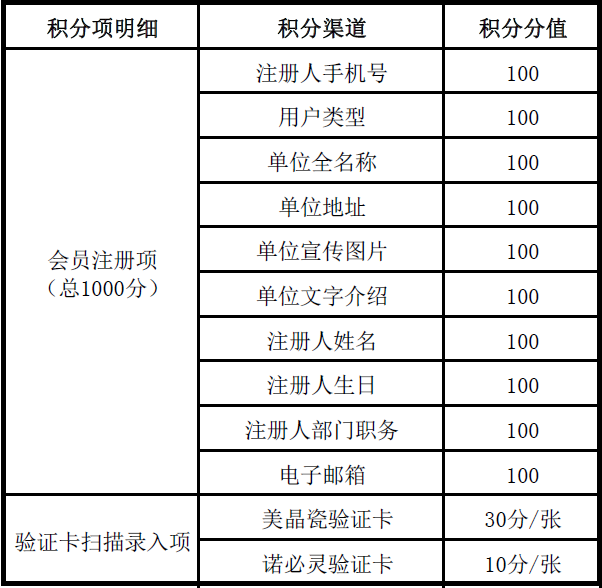 积分项明细 积分渠道 积分分值
会员注册项
（总1000分）
注册人手机号 100
用户类型 100
单位全名称 100
单位地址 100
单位宣传图片 100
单位文字介绍 100
注册人姓名 100
注册人生日 100
注册人部门职务 100
电子邮箱 100
验证卡扫描录入项
美晶瓷验证卡 30分/张
诺必灵验证卡 10分/张